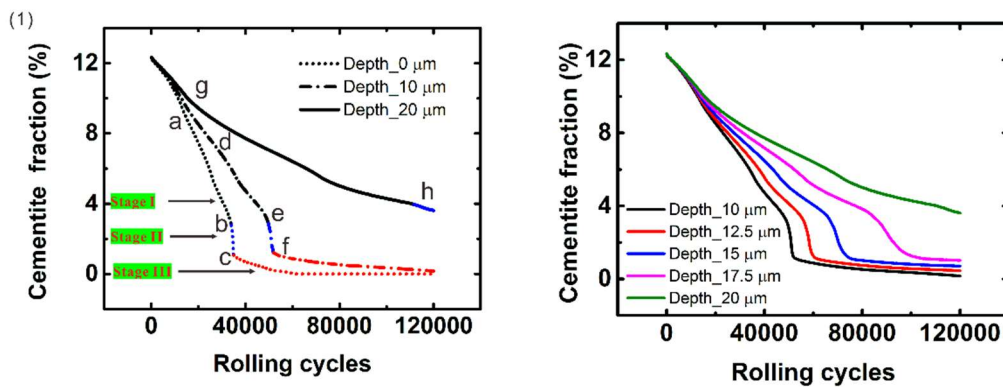 (1)
Cementite fraction (%)
12
8
4
0
Depth_0 μm
Depth_10 μm
Depth_20 μm
g
a
d
h
Stage I
b
e
Stage II
f
c
Stage III
0 40000 80000 120000
Rolling cycles
Cementite fraction (%)
12
8
4
0
Depth_10 μm
Depth_12.5 μm
Depth_15 μm
Depth_17.5 μm
Depth_20 μm
0 40000 80000 120000
Rolling cycles